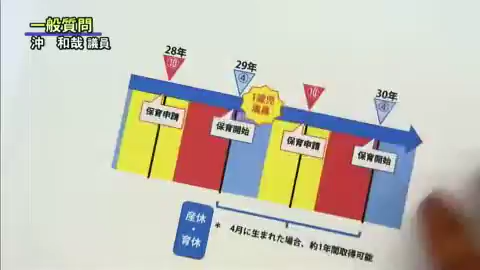 一般質問
沖 和哉 議員
28年
⑩
29年
④
⑩
30年
④
1歳児
満員
保育申請
保育開始
保育申請
保育開始
産休・育休
* 4月に生まれた場合、約1年間取得可能